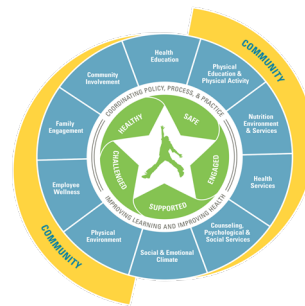 COMMUNITY
Health
Education
Physical
Education &
Physical Activity
Nutrition
Environment
& Services
Health
Services
Counseling,
Psychological &
Social Services
Social & Emotional
Climate
Physical
Environment
Employee
Wellness
Family
Engagement
Community
Involvement
COORDINATING POLICY, PROCESS, & PRACTICE
IMPROVING LEARNING AND IMPROVING HEALTH
HEALTHY
SAFE
ENGAGED
SUPPORTED
CHALLENGED
COMMUNITY